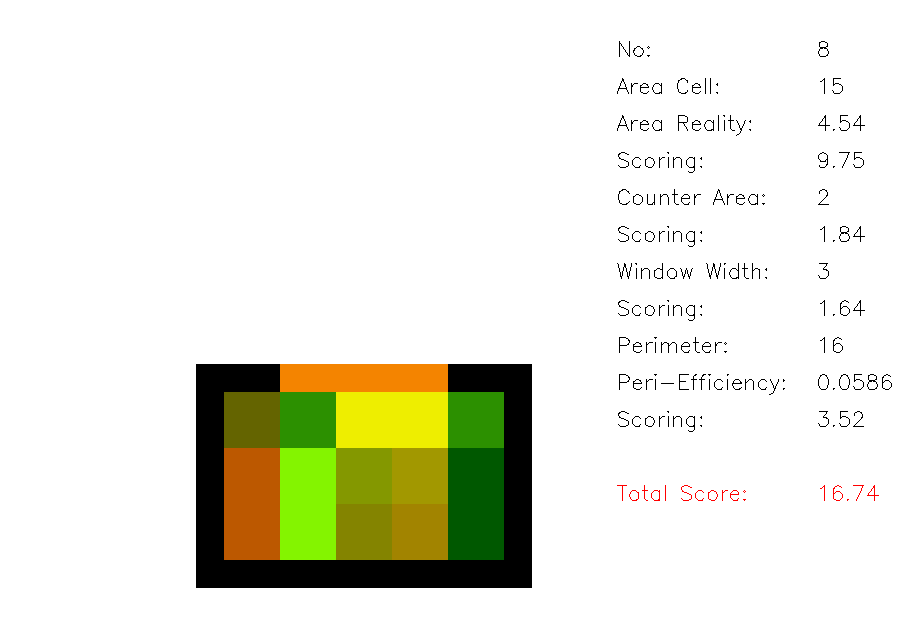 No: 8
Area Cell: 15
Area Reality: 4.54
Scoring: 9.75
Counter Area: 2
Scoring: 1.84
Window Width: 3
Scoring: 1.64
Perimeter: 16
Peri-Efficiency: 0.0586
Scoring: 3.52
Total Score: 16.74